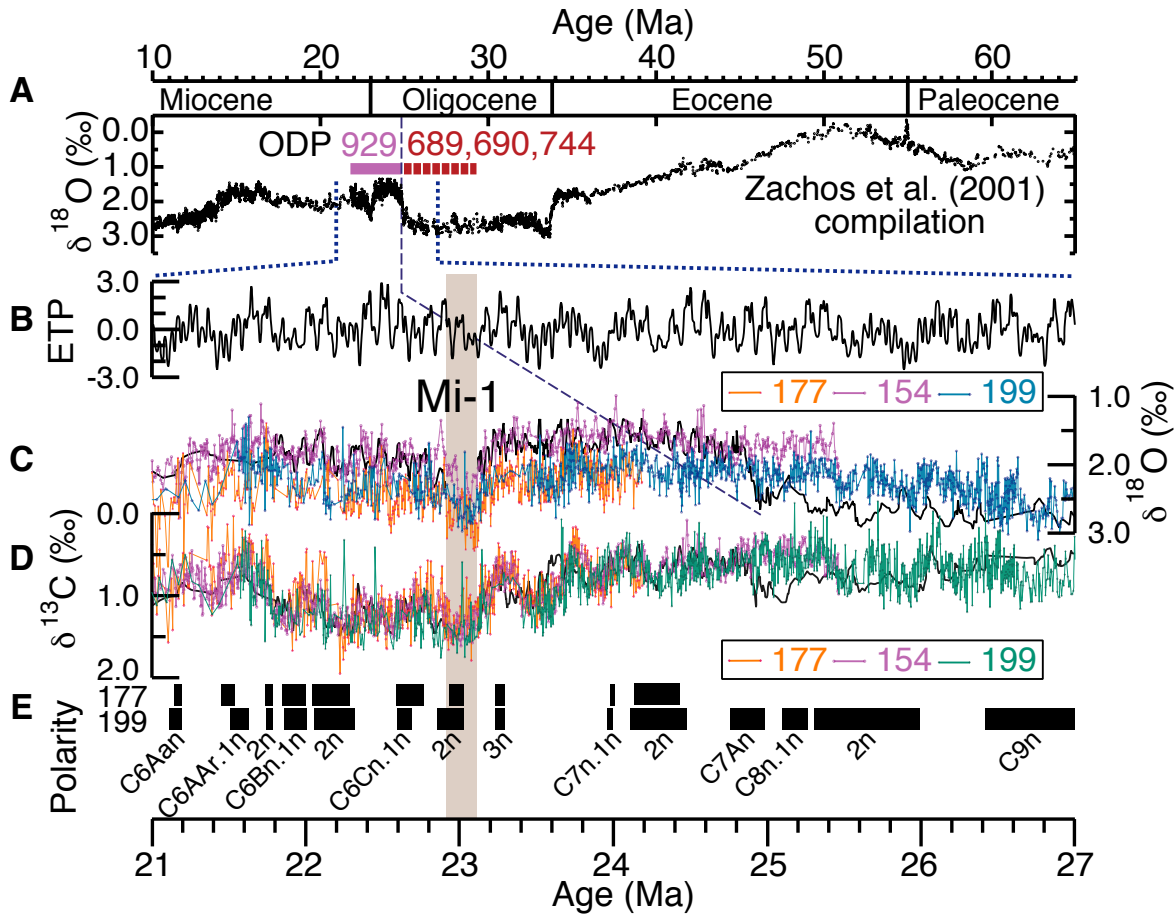 Age (Ma)
10 20 30 40 50 60
A
Miocene Oligocene Eocene Paleocene
0.0
1.0
2.0
3.0
δ 18O (‰)
ODP 929 689,690,744
Zachos et al. (2001)
compilation
B
3.0
0.0
-3.0
ETP
Mi-1
177 154 199
C
1.0
2.0
3.0
δ 18O (‰)
D
0.0
1.0
2.0
δ 13C (‰)
177 154 199
E
Polarity
177
199
C6Aan
C6AAr. 1n
2n
C6Bn. 1n
2n
C6Cn. 1n
2n
3n
C7n. 1n
2n
C7An
C8n. 1n
2n
C9n
21 22 23 24 25 26 27
Age (Ma)